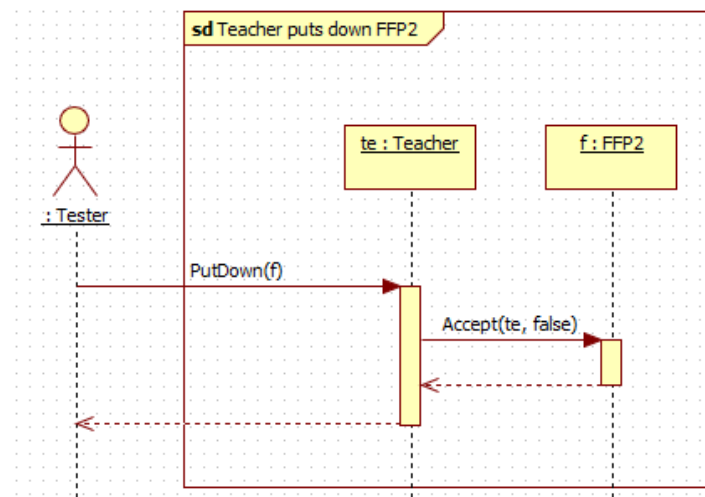 sd Teacher puts down FFP2
te : Teacher
f : FFP2
: Tester
PutDown(f)
Accept(te, false)